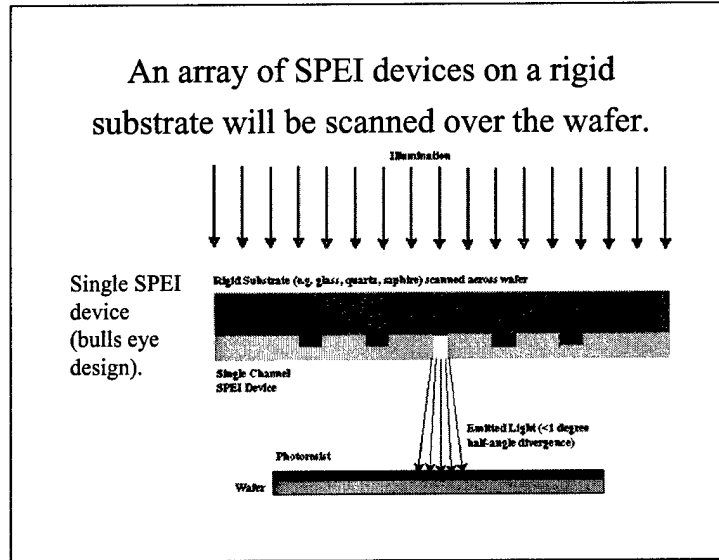 An array of SPEI devices on a rigid
substrate will be scanned over the wafer.
Illumination
Single SPEI
device
(bulls eye
design).
Rigid Substrate (e.g. glass, quartz, saphire) scanned across wafer
Single Channel
SPEI Device
Emitted Light (<1 degree
half-angle divergence)
Photoresist
Wafer